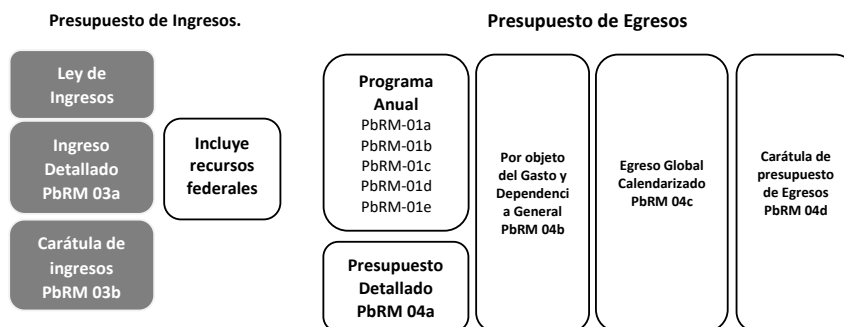 Presupuesto de Ingresos.
Ley de
Ingresos
Ingreso
Detallado
PbRM 03a
Carátula de
ingresos
PbRM 03b
Incluye
recursos
federales
Presupuesto de Egresos
Programa
Anual
PbRM-01a
PbRM-01b
PbRM-01c
PbRM-01d
PbRM-01e
Presupuesto
Detallado
PbRM 04a
Por objeto
del Gasto y
Dependenci
a General
PbRM 04b
Egreso Global
Calendarizado
PbRM 04c
Carátula de
presupuesto
de Egresos
PbRM 04d